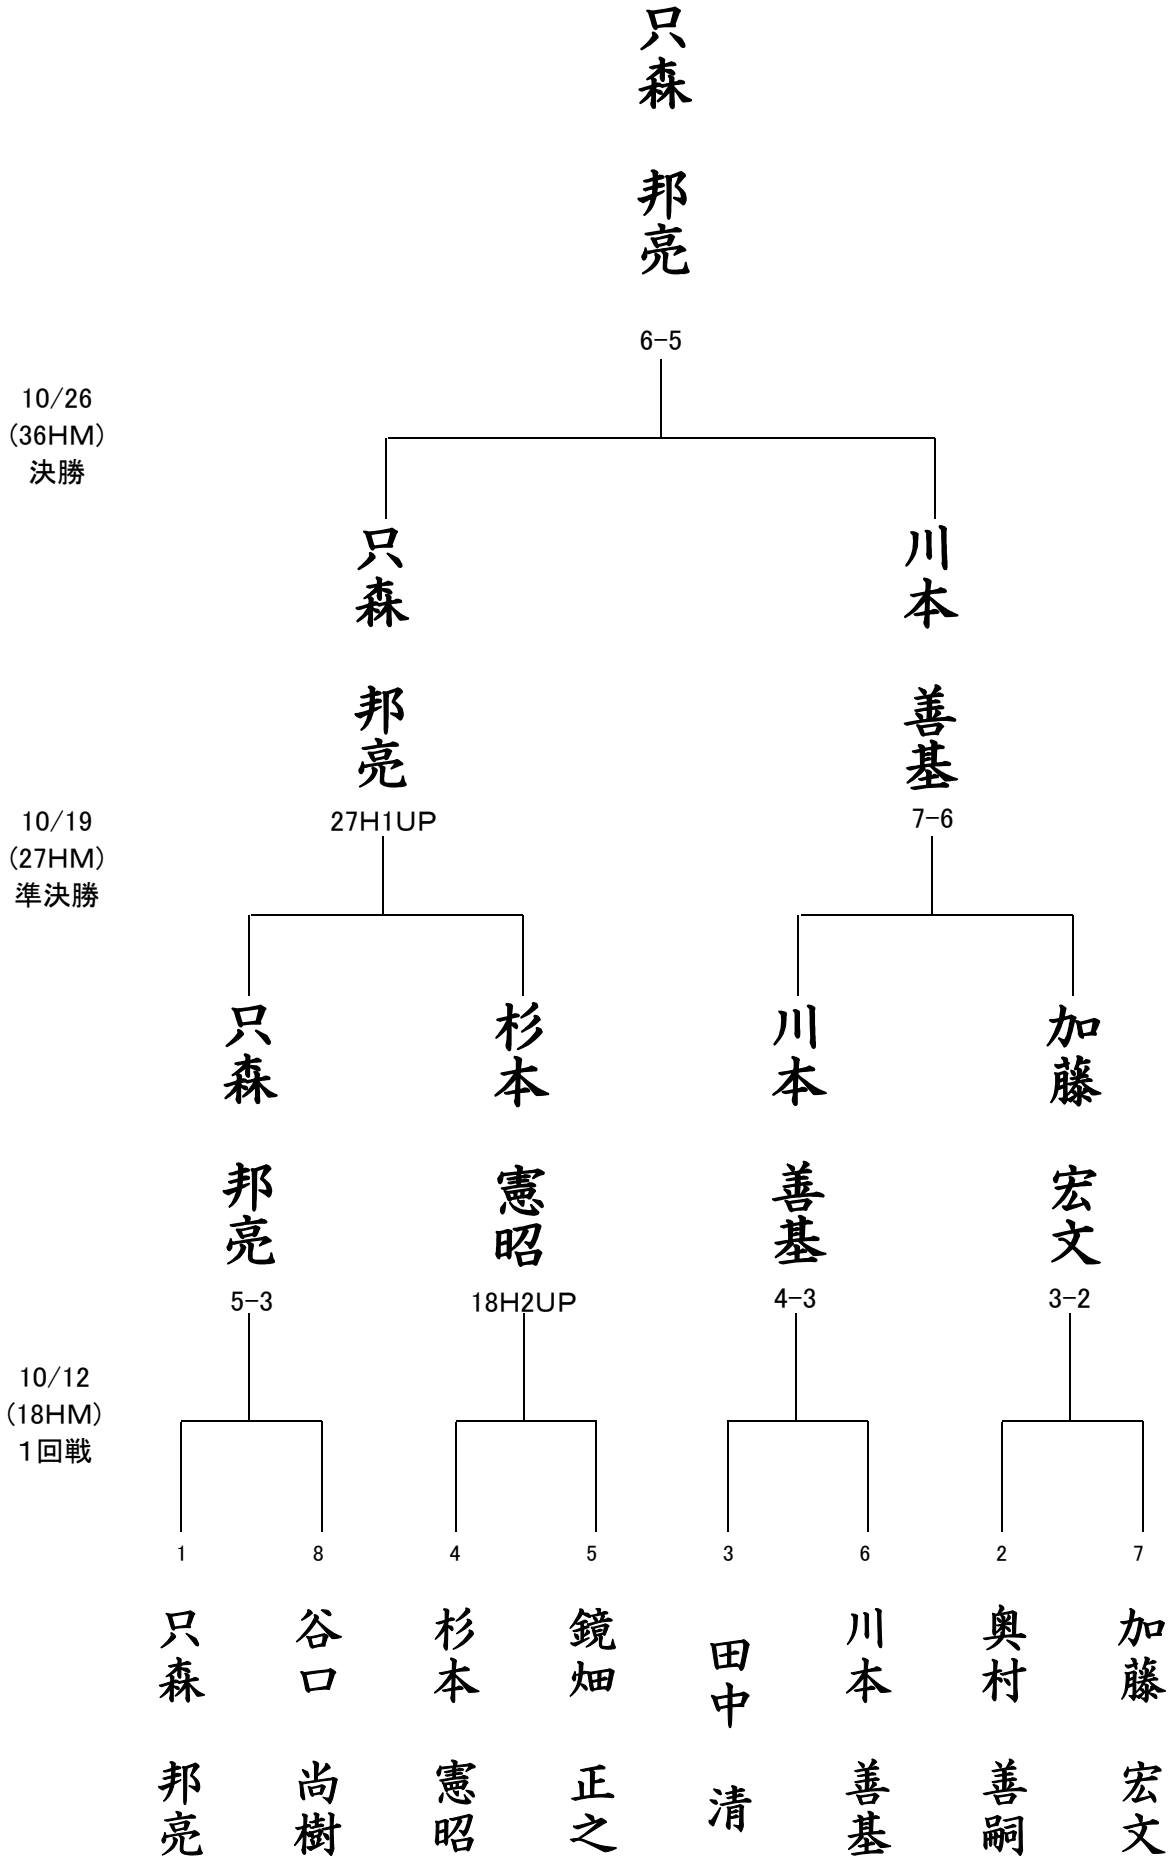 只森 邦亮
6-5
10/26
(36HM)
決勝
只森 邦亮
川本 善基
10/19
(27HM)
準決勝
27H1UP
7-6
只森 邦亮
杉本 憲昭
川本 善基
加藤 宏文
5-3
18H2UP
4-3
3-2
10/12
(18HM)
1回戦
1
8
4
5
3
6
2
7
只森 邦亮
谷口 尚樹
杉本 憲昭
鏡畑 正之
田中 清
川本 善基
奥村 善嗣
加藤 宏文